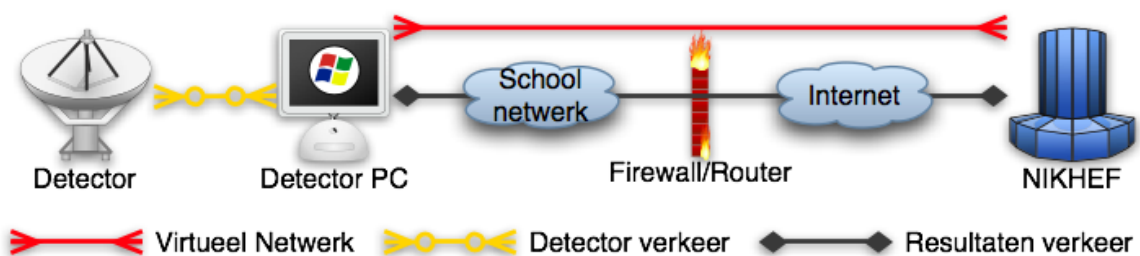 School
netwerk
Internet
Detector
Detector PC
Firewall/Router
NIKHEF
Virtueel Netwerk
Detector verkeer
Resultaten verkeer